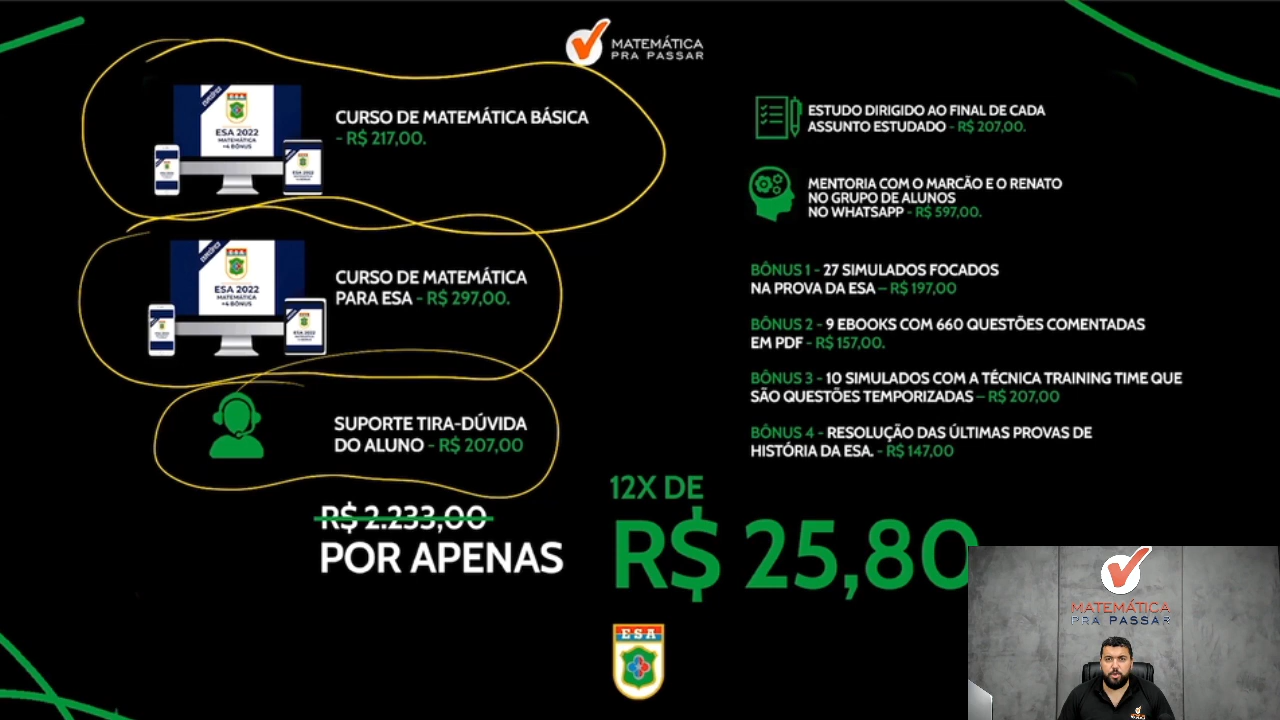 MATEMÁTICA
PRA PASSAR
ESA 2022
MATEMÁTICA
+4 BÔNUS
CURSO DE MATEMÁTICA BÁSICA
- R$ 217,00.
ESA
ESA 2022
MATEMÁTICA
+4 BÔNUS
CURSO DE MATEMÁTICA
PARA ESA - R$ 297,00.
SUPORTE TIRA-DÚVIDA
DO ALUNO - R$ 207,00
R$ 2.233,00
POR APENAS
ESTUDO DIRIGIDO AO FINAL DE CADA
ASSUNTO ESTUDADO - R$ 207,00.
MENTORIA COM O MARCÃO E O RENATO
NO GRUPO DE ALUNOS
NO WHATSAPP - R$ 597,00.
BÔNUS 1 - 27 SIMULADOS FOCADOS
NA PROVA DA ESA – R$ 197,00
BÔNUS 2 - 9 EBOOKS COM 660 QUESTÕES COMENTADAS
EM PDF - R$ 157,00.
BÔNUS 3 - 10 SIMULADOS COM A TÉCNICA TRAINING TIME QUE
SÃO QUESTÕES TEMPORIZADAS – R$ 207,00
BÔNUS 4 - RESOLUÇÃO DAS ÚLTIMAS PROVAS DE
HISTÓRIA DA ESA. - R$ 147,00
12X DE
R$ 25,80
ESA
MATEMÁTICA
PRA PASSAR